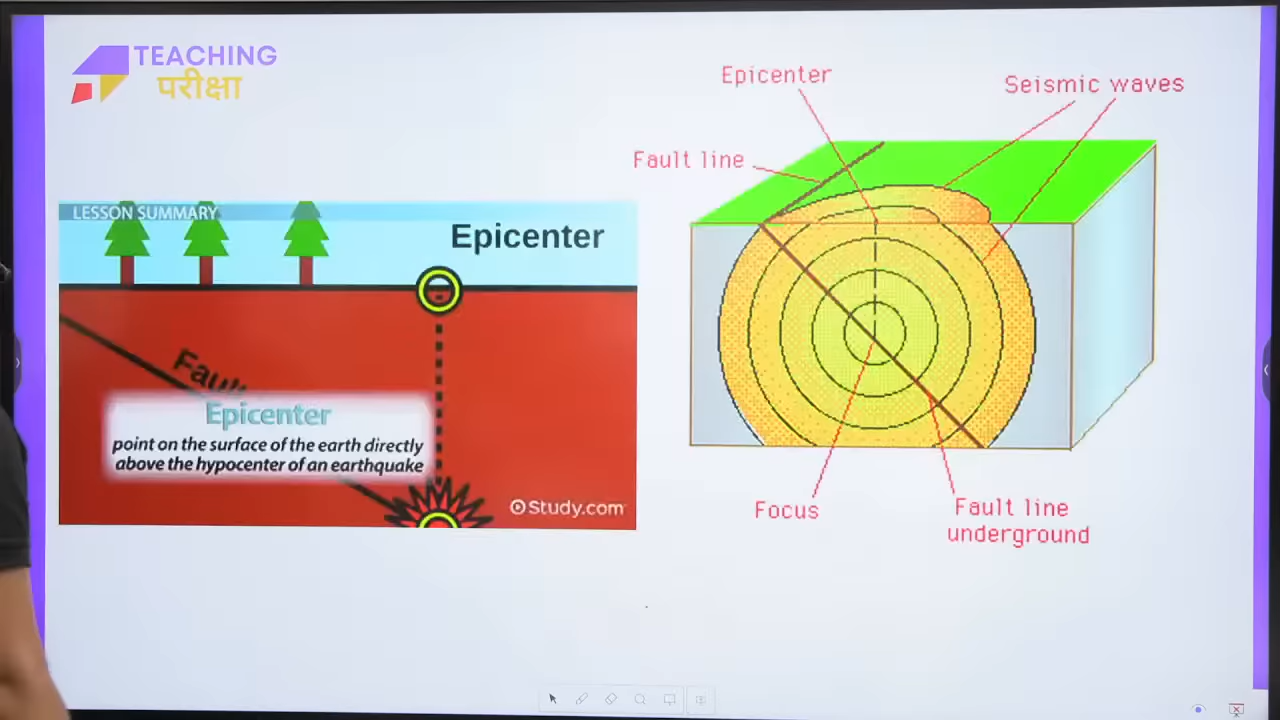 TEACHING
परीक्षा
LESSON SUMMARY
Epicenter
Fault
Epicenter
point on the surface of the earth directly
above the hypocenter of an earthquake
Study.com
Epicenter
Seismic waves
Fault line
Focus
Fault line
underground